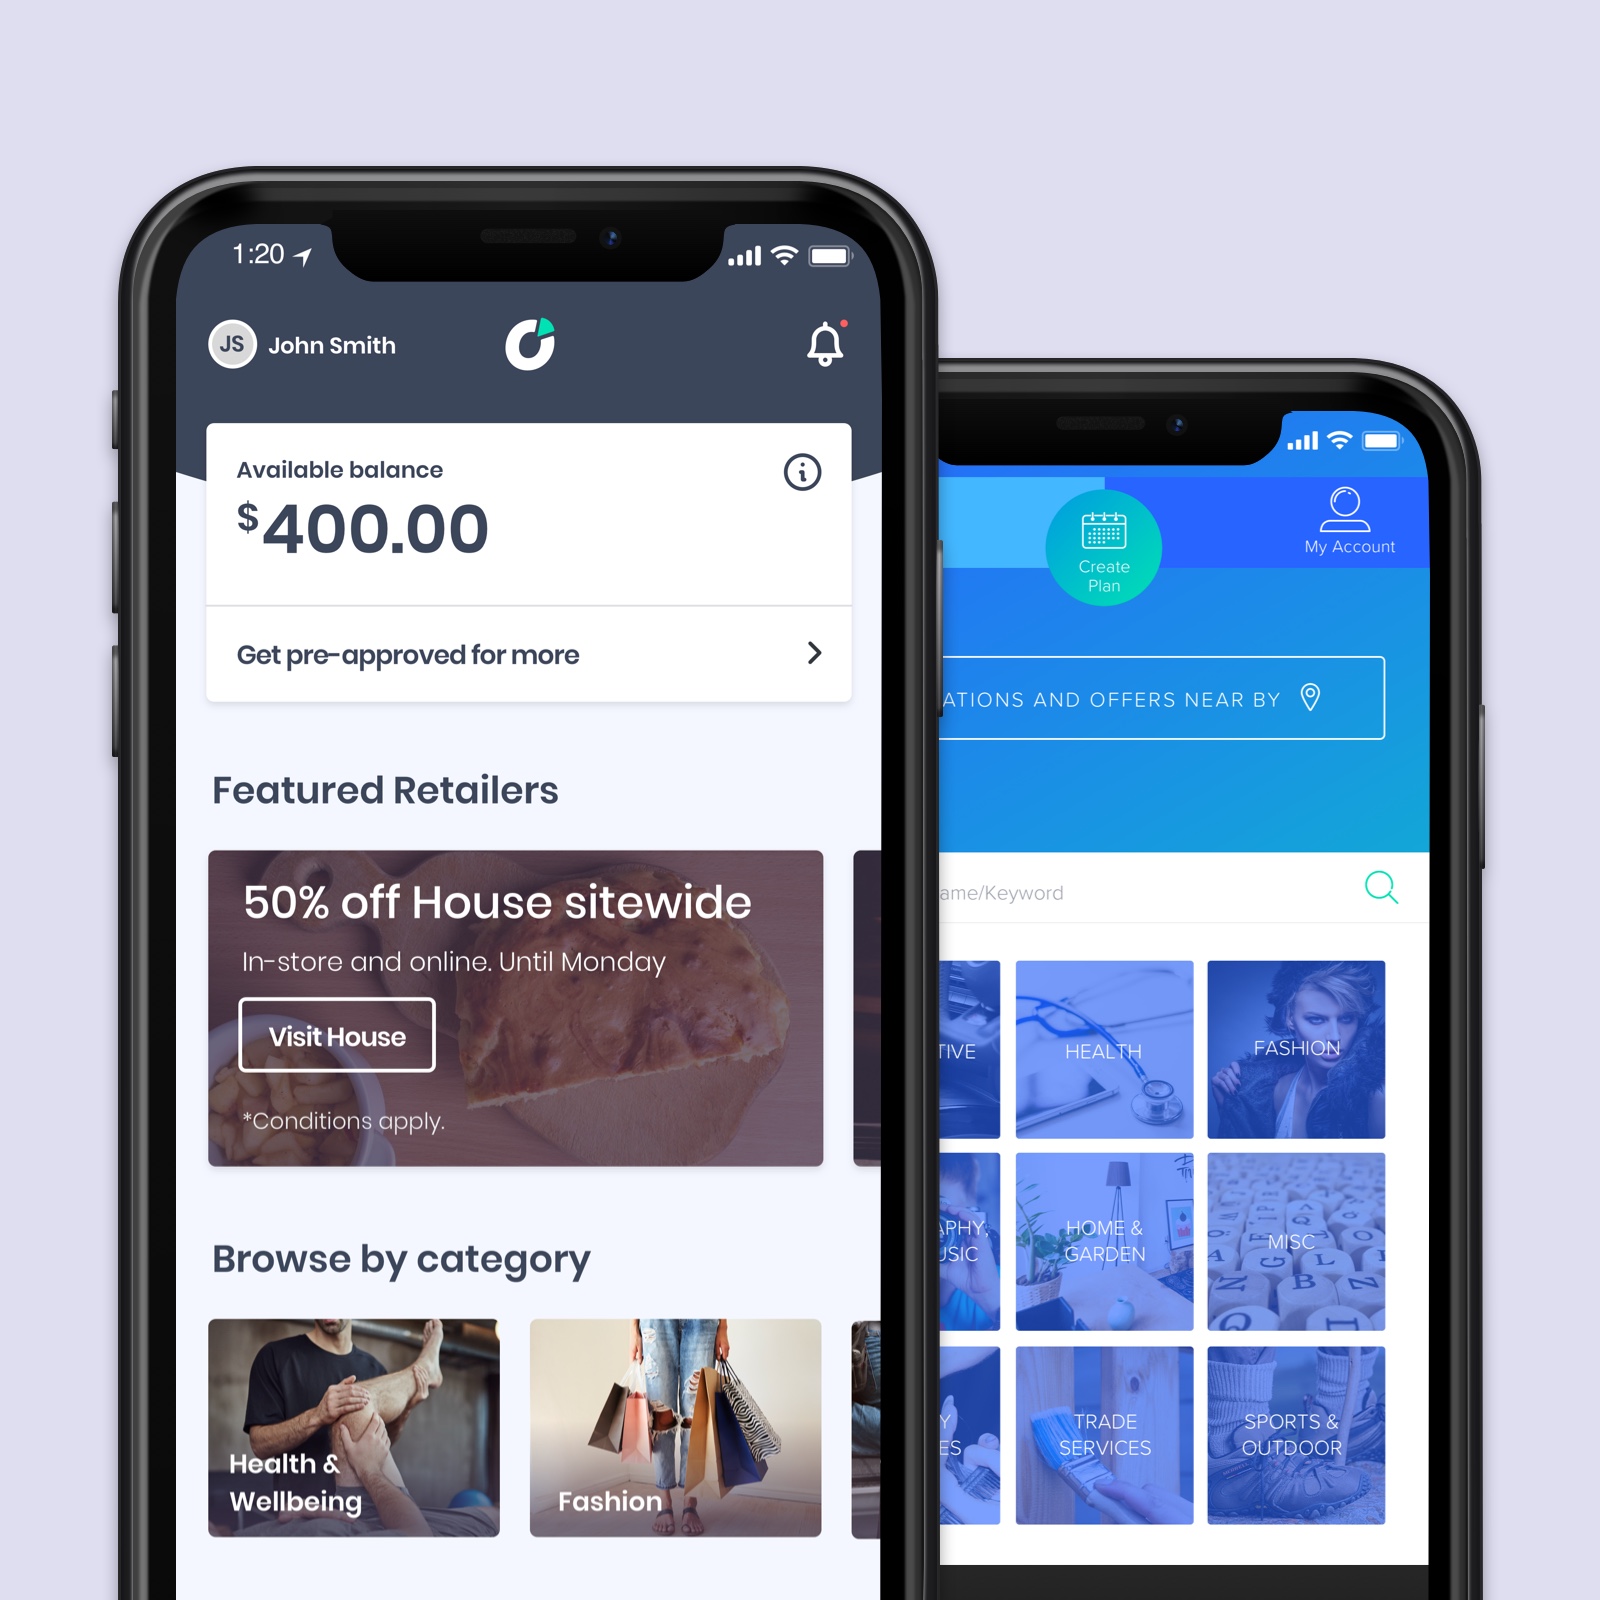 1:20
JS
John Smith
Available balance
$400.00
Get pre-approved for more
Featured Retailers
50% off House sitewide
In-store and online. Until Monday
Visit House
*Conditions apply.
Browse by category
Health &
Wellbeing
Fashion
My Account
Create
Plan
ATIONS AND OFFERS NEAR BY
ame/Keyword
TIVE
HEALTH
FASHION
APHY,
USIC
HOME &
GARDEN
MISC
Y
ES
TRADE
SERVICES
SPORTS &
OUTDOOR